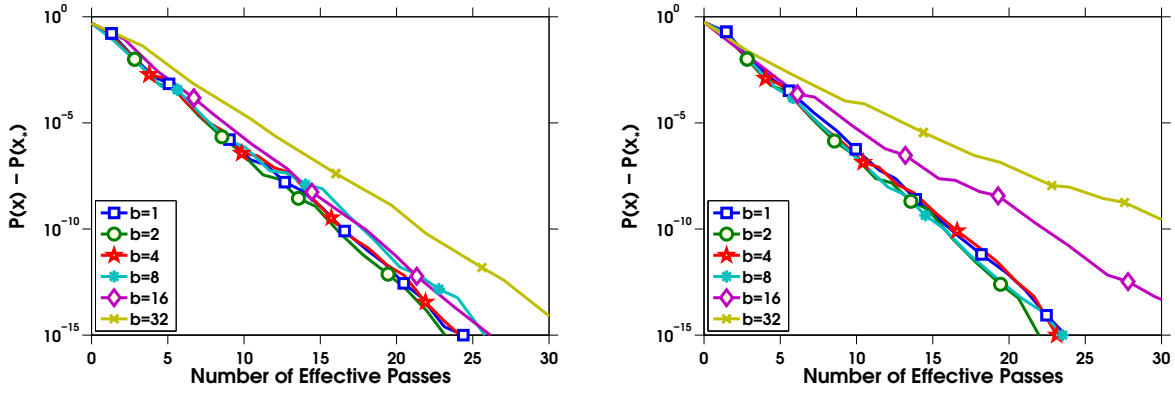 10^0
10^-5
10^-10
10^-15
P(x) − P(x_*)
b=1
b=2
b=4
b=8
b=16
b=32
0 5 10 15 20 25 30
Number of Effective Passes
10^0
10^-5
10^-10
10^-15
P(x) − P(x_*)
b=1
b=2
b=4
b=8
b=16
b=32
0 5 10 15 20 25 30
Number of Effective Passes